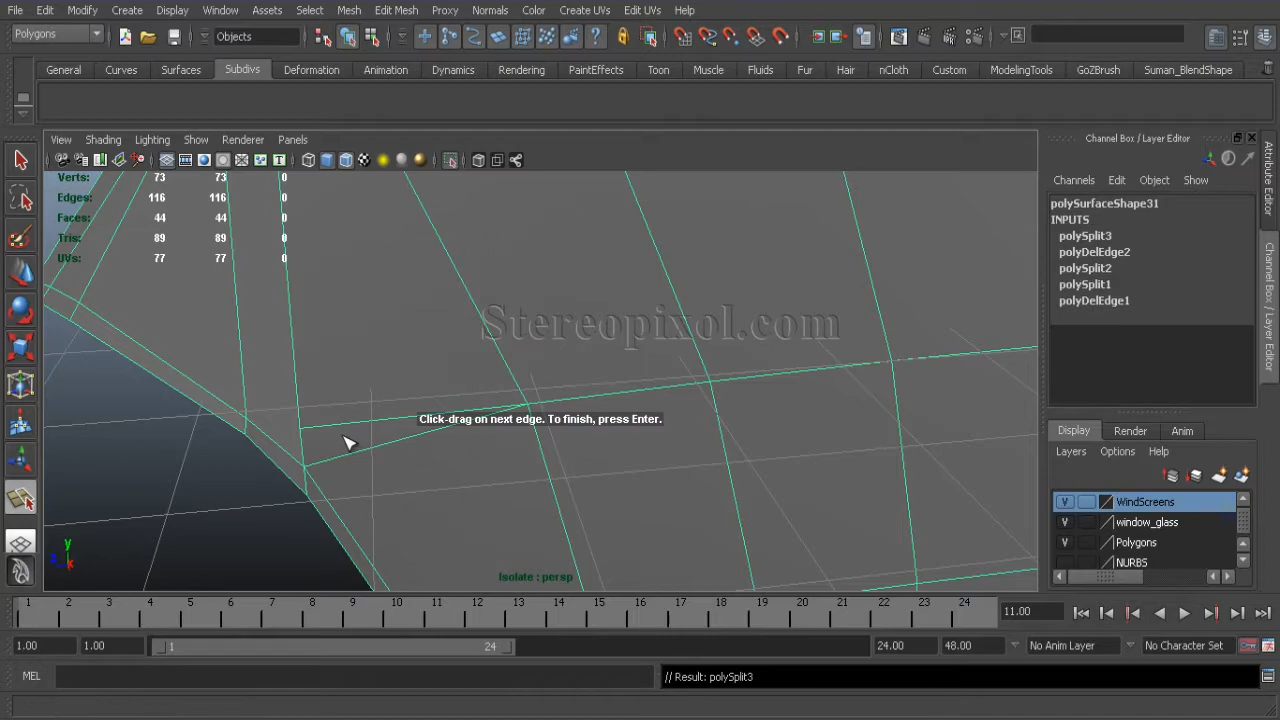 File Edit Modify Create Display Window Assets Select Mesh Edit Mesh Proxy Normals Color Create UVs Edit UVs Help
Polygons Objects
General Curves Surfaces Subdivs Deformation Animation Dynamics Rendering PaintEffects Toon Muscle Fluids Fur Hair nCloth Custom ModelingTools GoZBrush Suman_BlendShape
View Shading Lighting Show Renderer Panels
Verts: 73 73 0
Edges: 116 116 0
Faces: 44 44 0
Tris: 89 89 0
UVs: 77 77 0
Stereopixol.com
Click-drag on next edge. To finish, press Enter.
Isolate : persp
y
x
Channel Box / Layer Editor
Channels Edit Object Show
polySurfaceShape31
INPUTS
polySplit3
polyDelEdge2
polySplit2
polySplit1
polyDelEdge1
Attribute Editor
Channel Box / Layer Editor
Display Render Anim
Layers Options Help
V WindScreens
V window_glass
V Polygons
NURBS
1 2 3 4 5 6 7 8 9 10 11 12 13 14 15 16 17 18 19 20 21 22 23 24
11.00
1.00 1.00 1 24 24.00 48.00 No Anim Layer No Character Set
MEL // Result: polySplit3